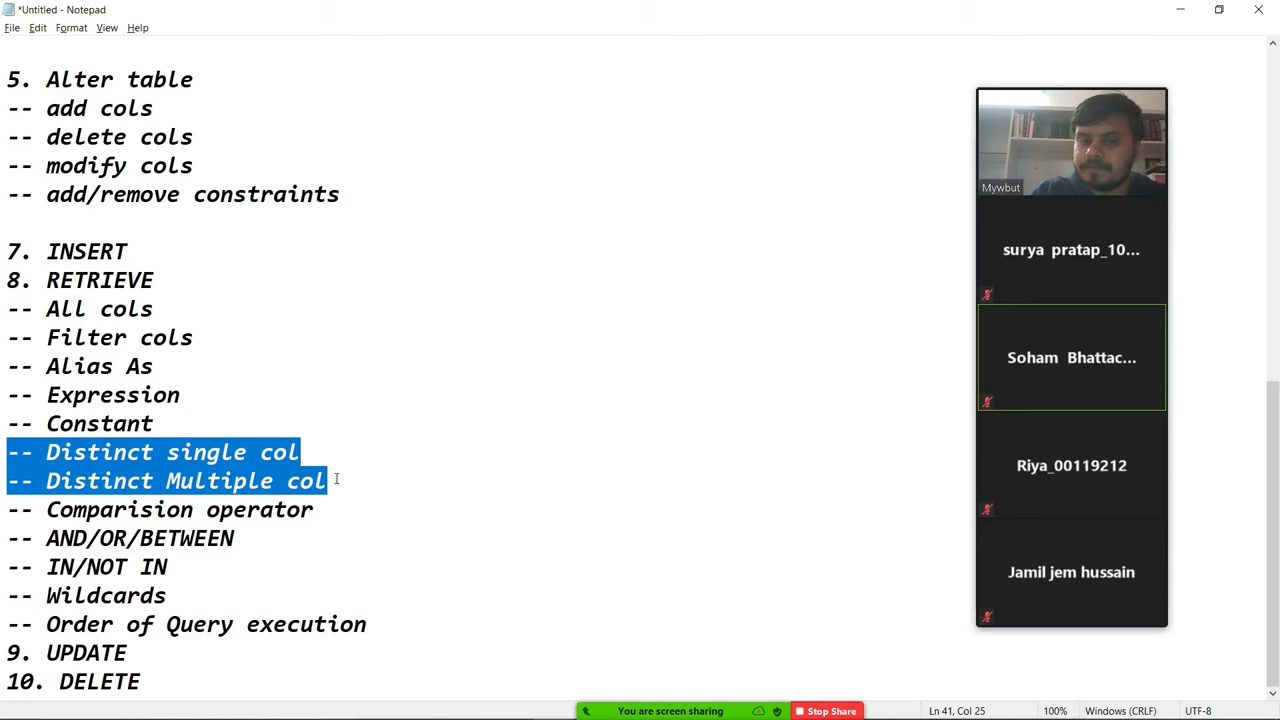 *Untitled - Notepad
File Edit Format View Help
5. Alter table
-- add cols
-- delete cols
-- modify cols
-- add/remove constraints
7. INSERT
8. RETRIEVE
-- All cols
-- Filter cols
-- Alias As
-- Expression
-- Constant
-- Distinct single col
-- Distinct Multiple col
-- Comparision operator
-- AND/OR/BETWEEN
-- IN/NOT IN
-- Wildcards
-- Order of Query execution
9. UPDATE
10. DELETE
Mywbut
surya pratap_10...
Soham Bhattac...
Riya_00119212
Jamil jem hussain
You are screen sharing
Stop Share
Ln 41, Col 25
100%
Windows (CRLF)
UTF-8